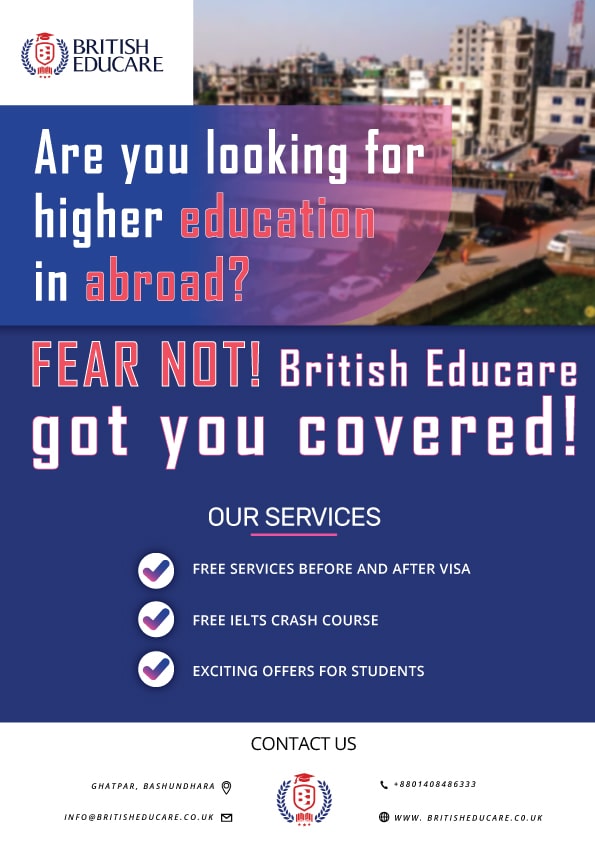 BRITISH
EDUCARE
Are you looking for
higher education
in abroad?
FEAR NOT! British Educare
got you covered!
OUR SERVICES
FREE SERVICES BEFORE AND AFTER VISA
FREE IELTS CRASH COURSE
EXCITING OFFERS FOR STUDENTS
CONTACT US
GHATPAR, BASHUNDHARA
+8801408486333
INFO@BRITISHEDUCARE.CO.UK
WWW. BRITISHEDUCARE.CO.UK